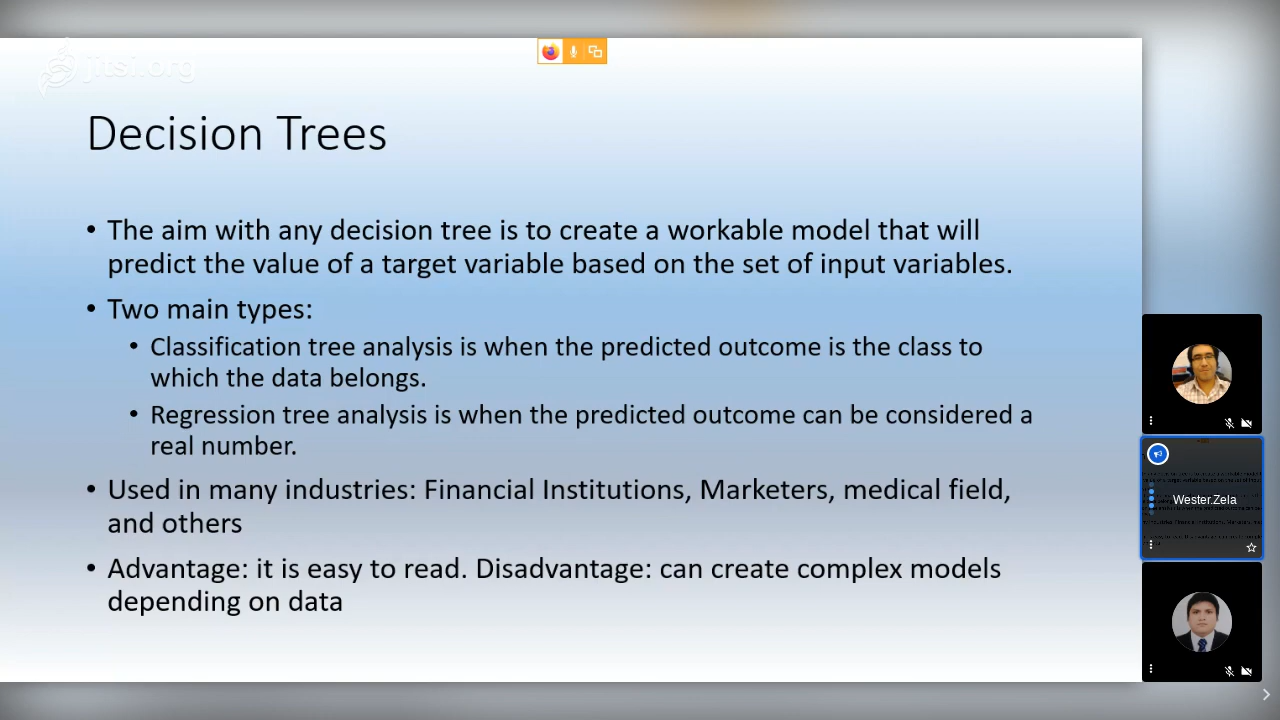 jitsi.org
Decision Trees
• The aim with any decision tree is to create a workable model that will
predict the value of a target variable based on the set of input variables.
• Two main types:
• Classification tree analysis is when the predicted outcome is the class to
which the data belongs.
• Regression tree analysis is when the predicted outcome can be considered a
real number.
• Used in many industries: Financial Institutions, Marketers, medical field,
and others
• Advantage: it is easy to read. Disadvantage: can create complex models
depending on data
Wester.Zela